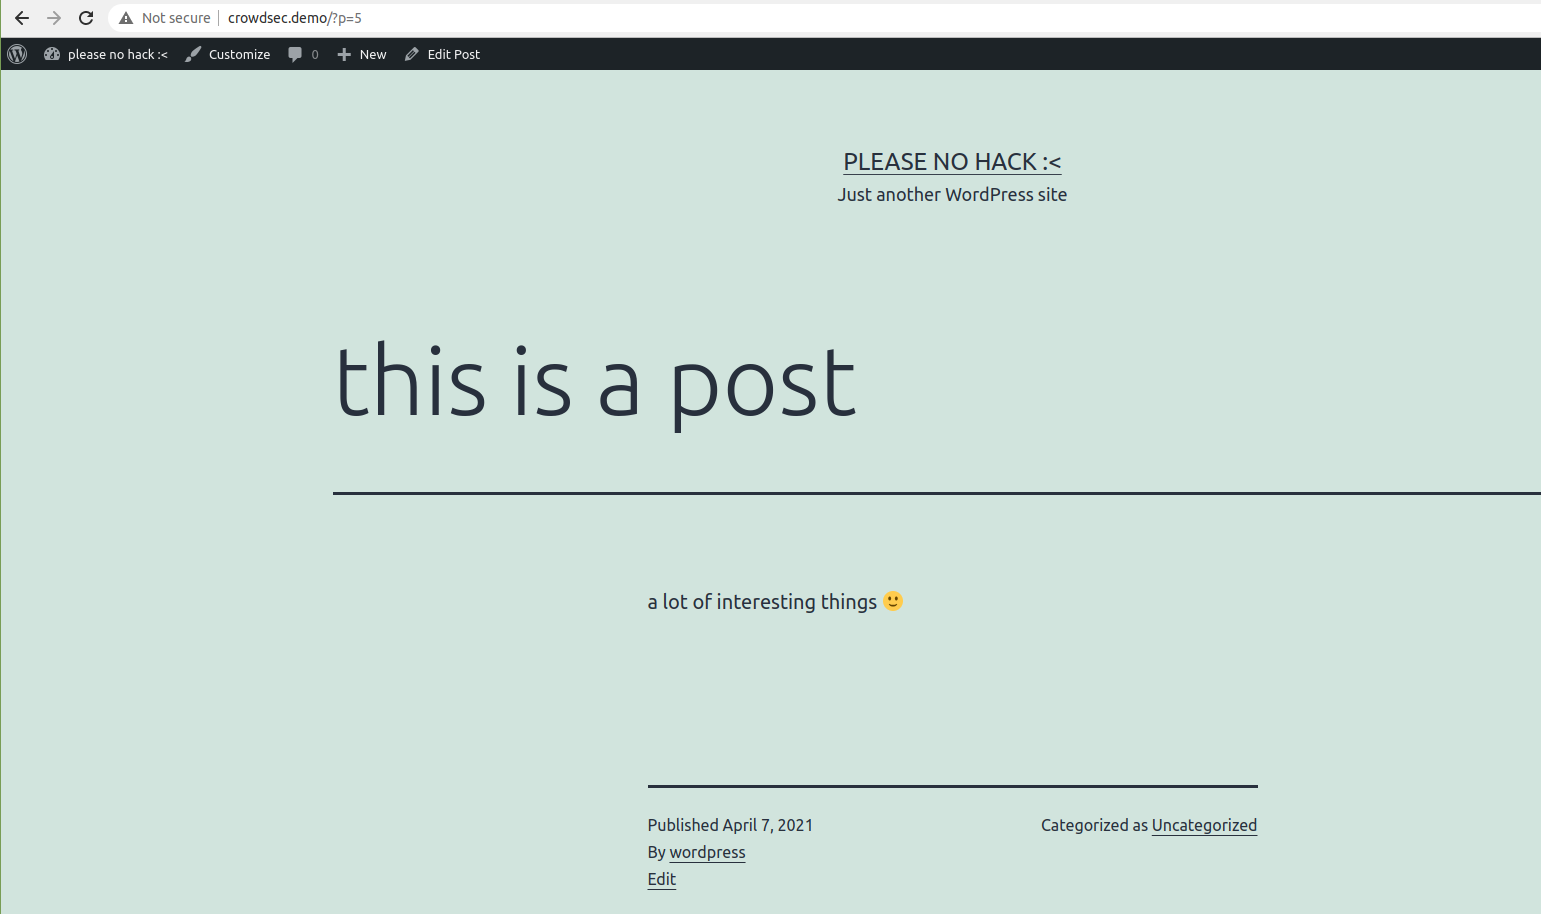 Not secure crowdsec.demo/?p=5
please no hack :< Customize 0 New Edit Post
PLEASE NO HACK :<
Just another WordPress site
this is a post
a lot of interesting things 🙂
Published April 7, 2021
Categorized as Uncategorized
By wordpress
Edit